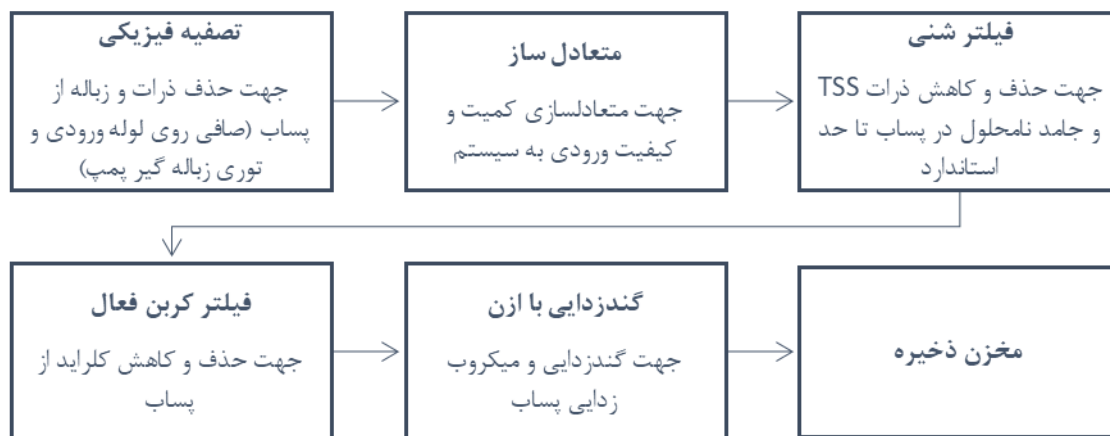 تصفیه فیزیکی
جهت حذف ذرات و زباله از
پساب (صافی روی لوله ورودی و
توری زباله گیر پمپ)
متعادل ساز
جهت متعادلسازی کمیت و
کیفیت ورودی به سیستم
فیلتر شنی
جهت حذف و کاهش ذرات TSS
و جامد نامحلول در پساب تا حد
استاندارد
فیلتر کربن فعال
جهت حذف و کاهش کلراید از
پساب
گندزدایی با ازن
جهت گندزدایی و میکروب
زدایی پساب
مخزن ذخیره